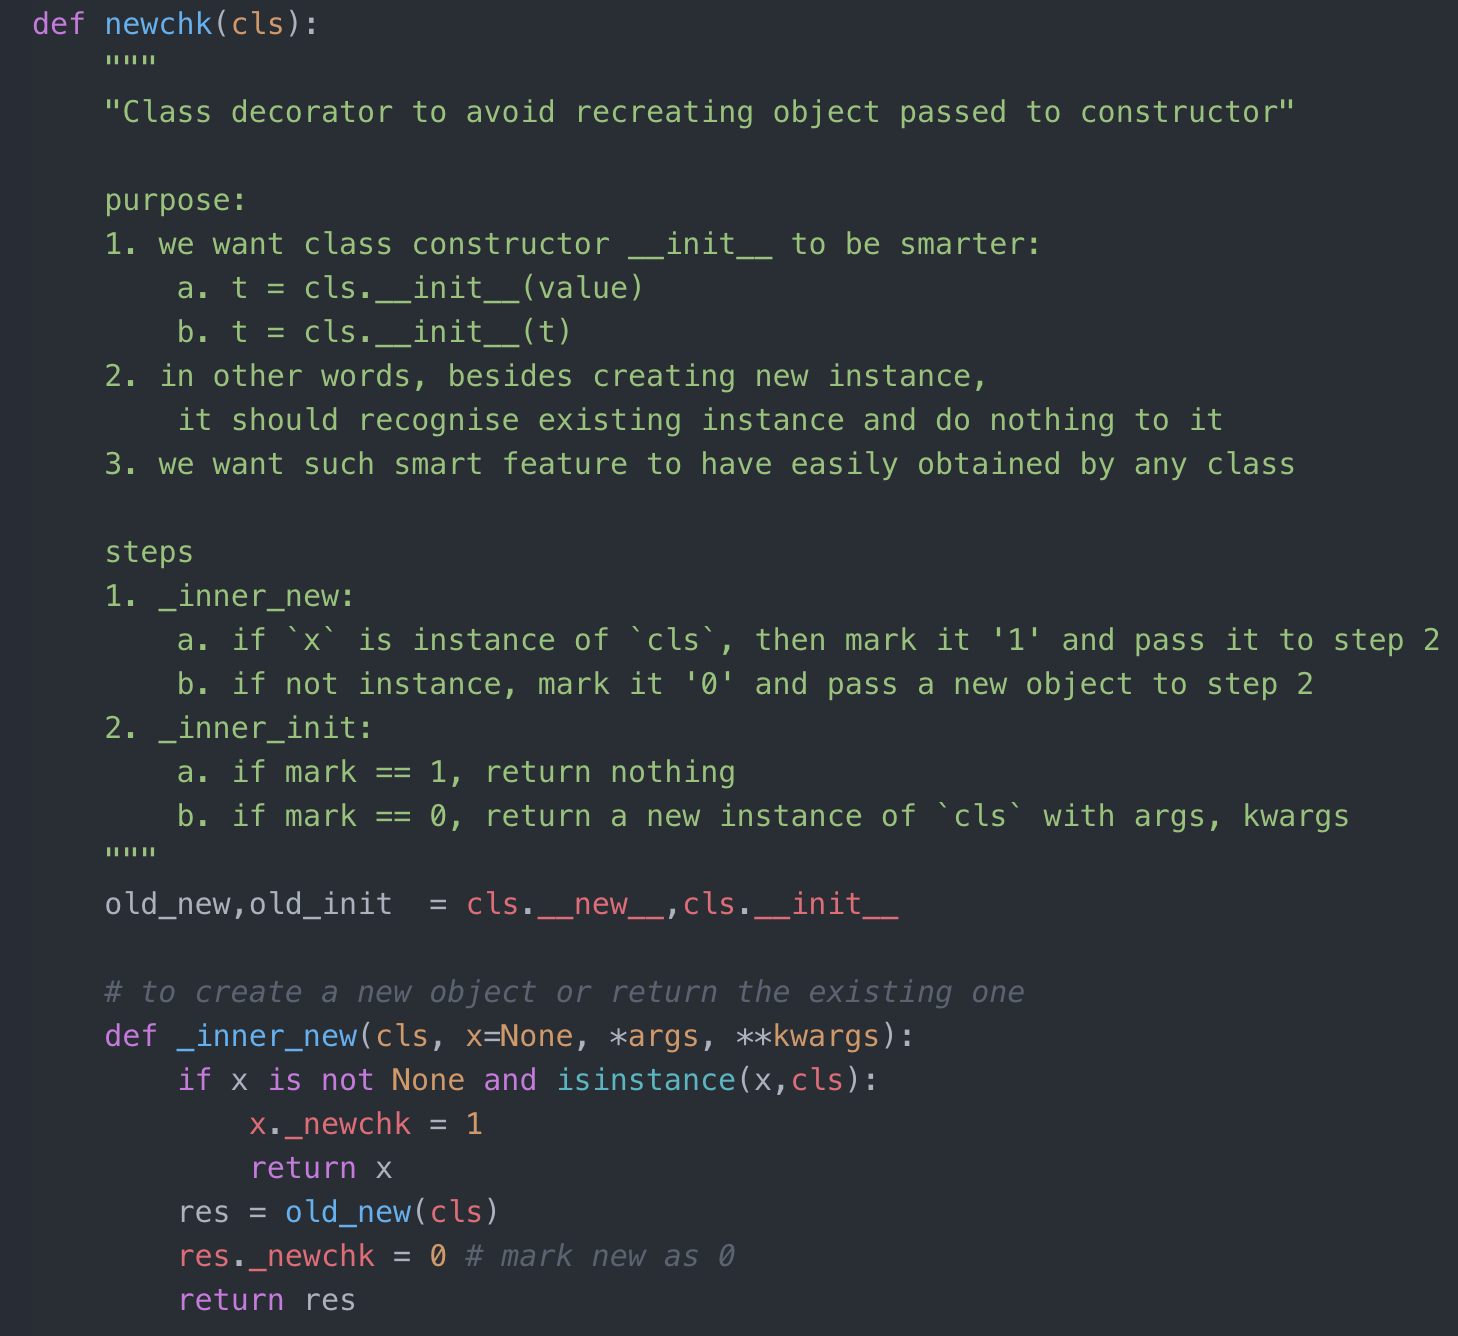 def newchk(cls):
    """
    "Class decorator to avoid recreating object passed to constructor"

    purpose:
    1. we want class constructor __init__ to be smarter:
        a. t = cls.__init__(value)
        b. t = cls.__init__(t)
    2. in other words, besides creating new instance,
        it should recognise existing instance and do nothing to it
    3. we want such smart feature to have easily obtained by any class

    steps
    1. _inner_new:
        a. if `x` is instance of `cls`, then mark it '1' and pass it to step 2
        b. if not instance, mark it '0' and pass a new object to step 2
    2. _inner_init:
        a. if mark == 1, return nothing
        b. if mark == 0, return a new instance of `cls` with args, kwargs
    """
    old_new,old_init  = cls.__new__,cls.__init__

    # to create a new object or return the existing one
    def _inner_new(cls, x=None, *args, **kwargs):
        if x is not None and isinstance(x,cls):
            x._newchk = 1
            return x
        res = old_new(cls)
        res._newchk = 0 # mark new as 0
        return res